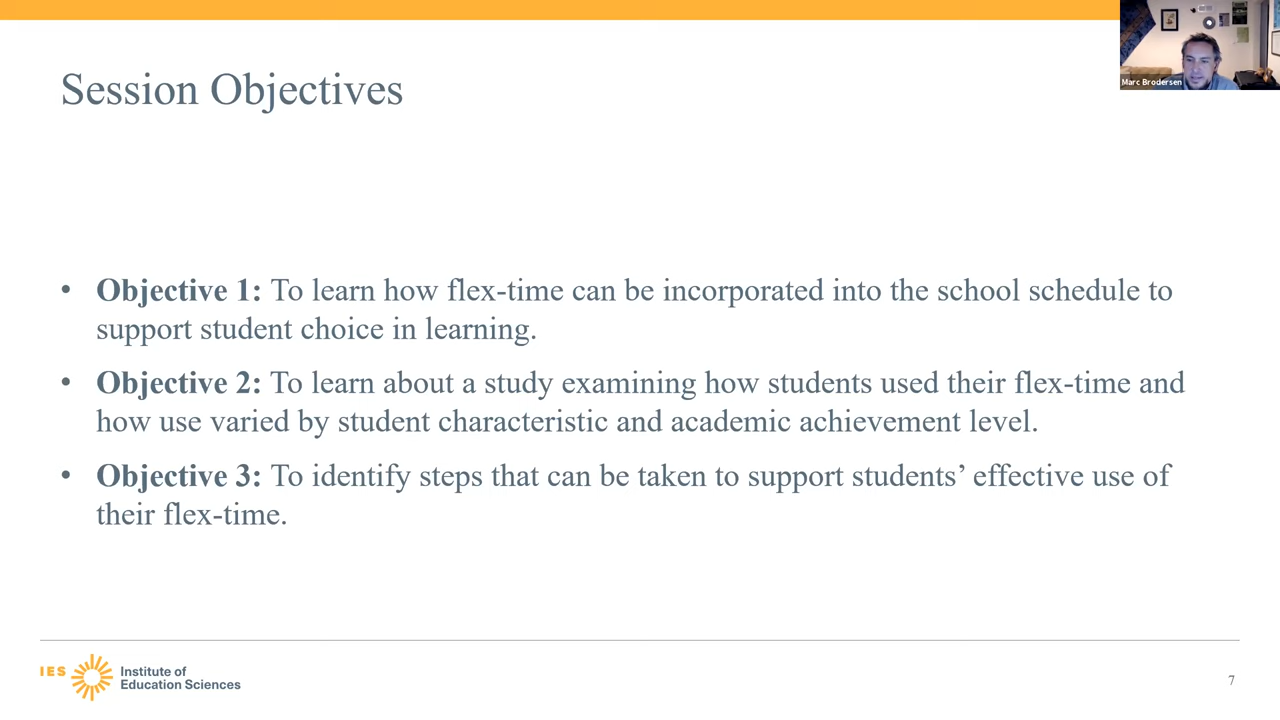 Marc Brodersen
Session Objectives
• Objective 1: To learn how flex-time can be incorporated into the school schedule to
support student choice in learning.
• Objective 2: To learn about a study examining how students used their flex-time and
how use varied by student characteristic and academic achievement level.
• Objective 3: To identify steps that can be taken to support students’ effective use of
their flex-time.
IES
Institute of
Education Sciences
7